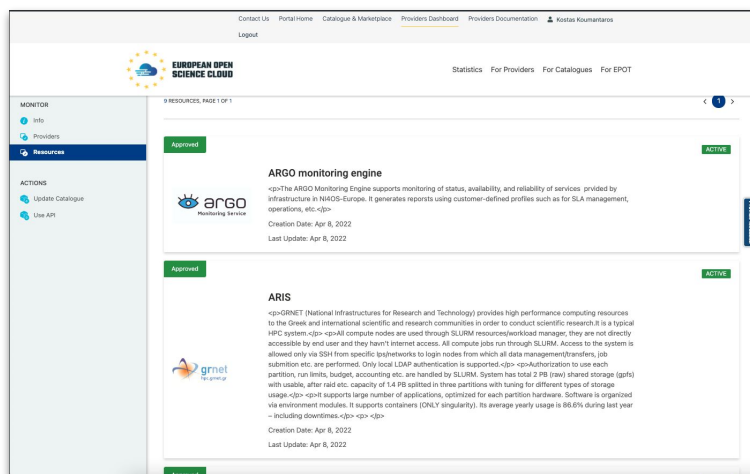 Contact Us Portal Home Catalogue & Marketplace Providers Dashboard Providers Documentation Kostas Koumantaros
Logout
EUROPEAN OPEN
SCIENCE CLOUD
Statistics For Providers For Catalogues For EPOT
MONITOR
Info
Providers
Resources
ACTIONS
Update Catalogue
Use API
9 RESOURCES, PAGE 1 OF 1
< 1 >
Approved
ACTIVE
argo
Monitoring Service
ARGO monitoring engine
<p>The ARGO Monitoring Engine supports monitoring of status, availability, and reliability of services prvided by
infrastructure in NI4OS-Europe. It generates reporsts using customer-defined profiles such as for SLA management,
operations, etc.</p>
Creation Date: Apr 8, 2022
Last Update: Apr 8, 2022
Approved
ACTIVE
grnet
hpc.grnet.gr
ARIS
<p>GRNET (National Infrastructures for Research and Technology) provides high performance computing resources
to the Greek and international scientific and research communities in order to conduct scientific research.It is a typical
HPC system.</p> <p>All compute nodes are used through SLURM resources/workload manager, they are not directly
accessible by end user and they havn't internet access. All compute jobs run through SLURM. Access to the system is
allowed only via SSH from specific ips/networks to login nodes from which all data management/transfers, job
submition etc. are performed. Only local LDAP authentication is supported.</p> <p>Authorization to use each
partition, run limits, budget, accounting etc. are handled by SLURM. System has total 2 PB (raw) shared storage (gpfs)
with usable, after raid etc. capacity of 1.4 PB splitted in three partitions with tuning for different types of storage
usage.</p> <p>It supports large number of applications, optimized for each partition hardware. Software is organized
via environment modules. It supports containers (ONLY singularity). Its average yearly usage is 86.6% during last year
– including downtimes.</p> <p> </p>
Creation Date: Apr 8, 2022
Last Update: Apr 8, 2022
Approved